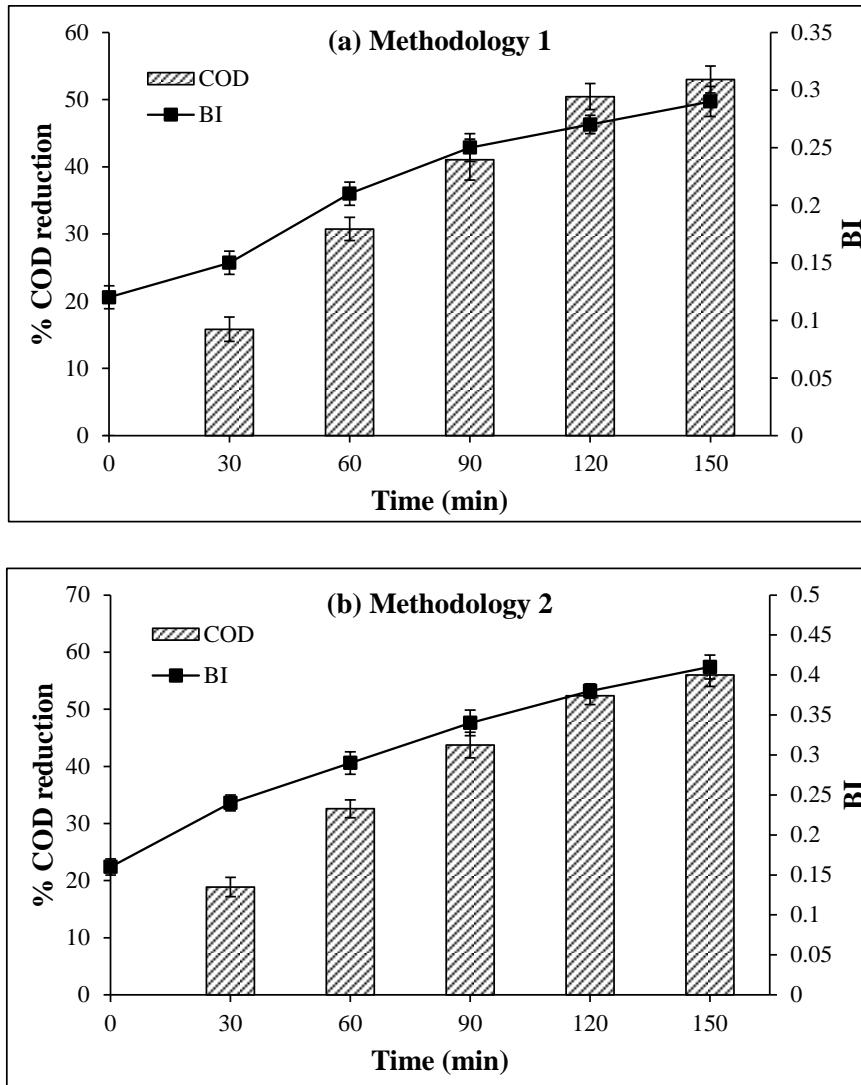 (a) Methodology 1
COD
BI
% COD reduction
60
50
40
30
20
10
0
0.35
0.3
0.25
0.2
0.15
0.1
0.05
0
BI
0 30 60 90 120 150
Time (min)
(b) Methodology 2
COD
BI
% COD reduction
70
60
50
40
30
20
10
0
0.5
0.45
0.4
0.35
0.3
0.25
0.2
0.15
0.1
0.05
0
BI
0 30 60 90 120 150
Time (min)